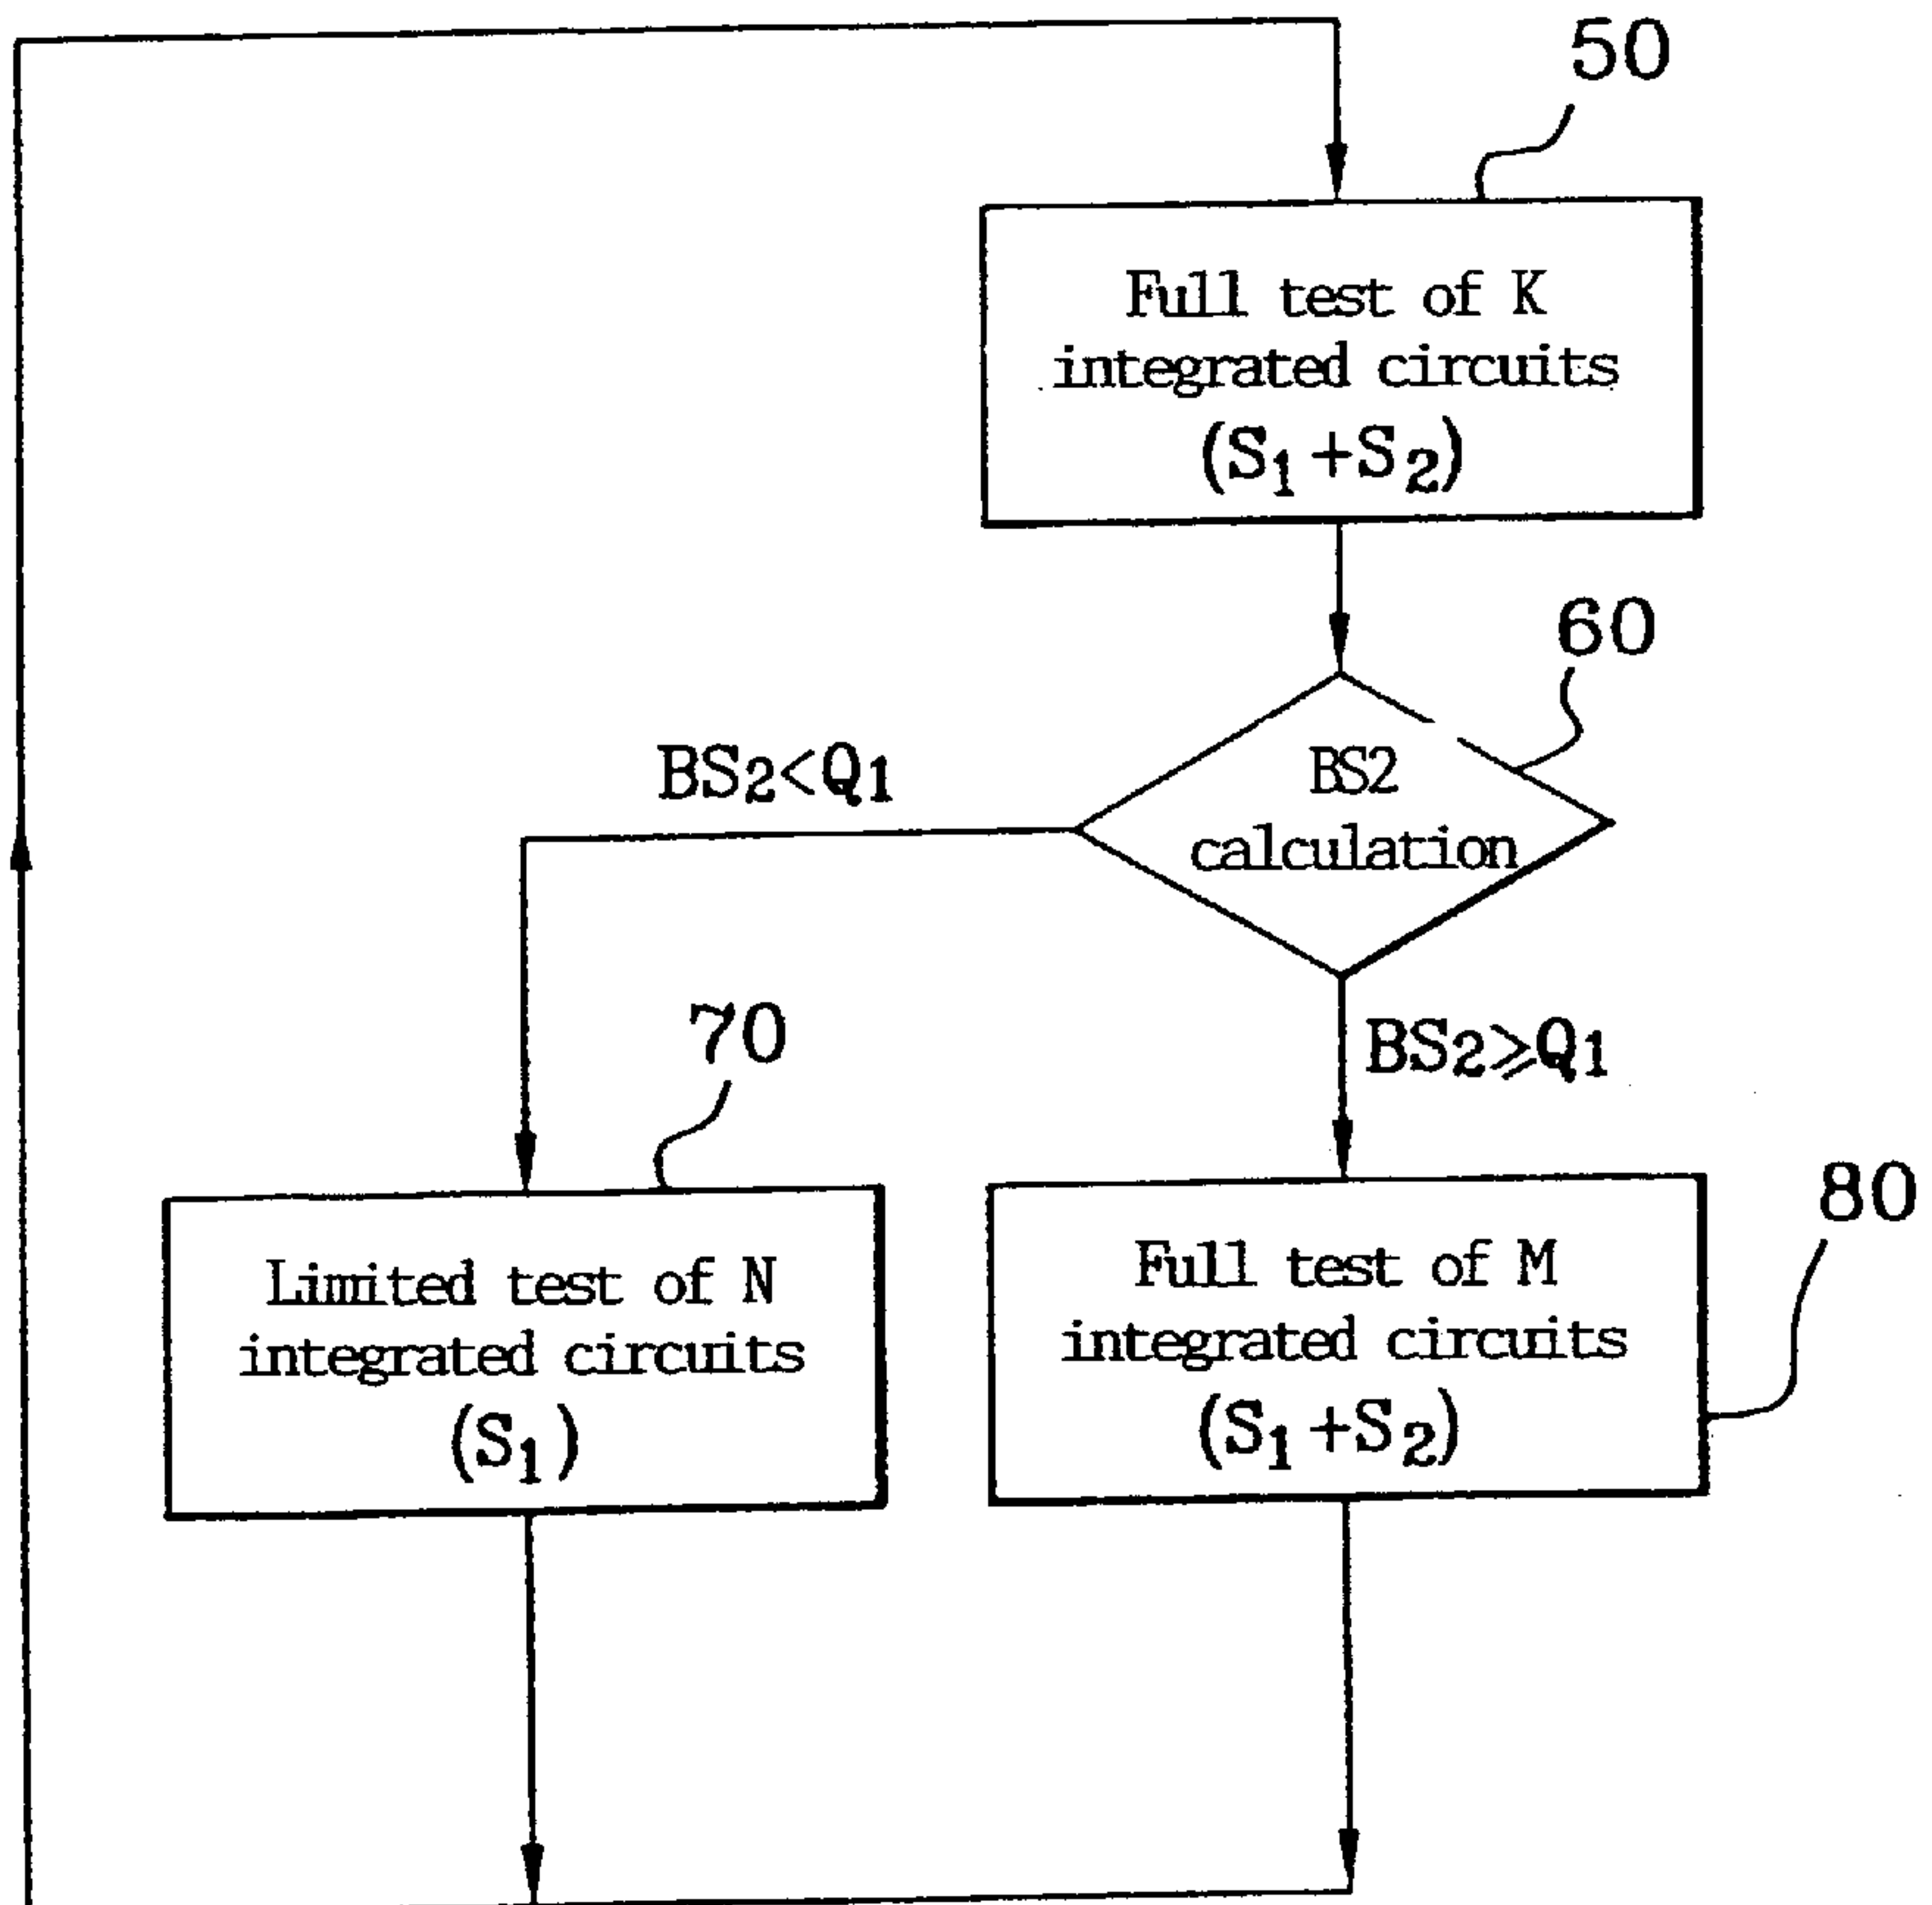 50
Full test of K
integrated circuits
(S₁+S₂)
60
BS₂<Q₁
BS2
calculation
70
BS₂⩾Q₁
80
Limited test of N
integrated circuits
(S₁)
Full test of M
integrated circuits
(S₁+S₂)